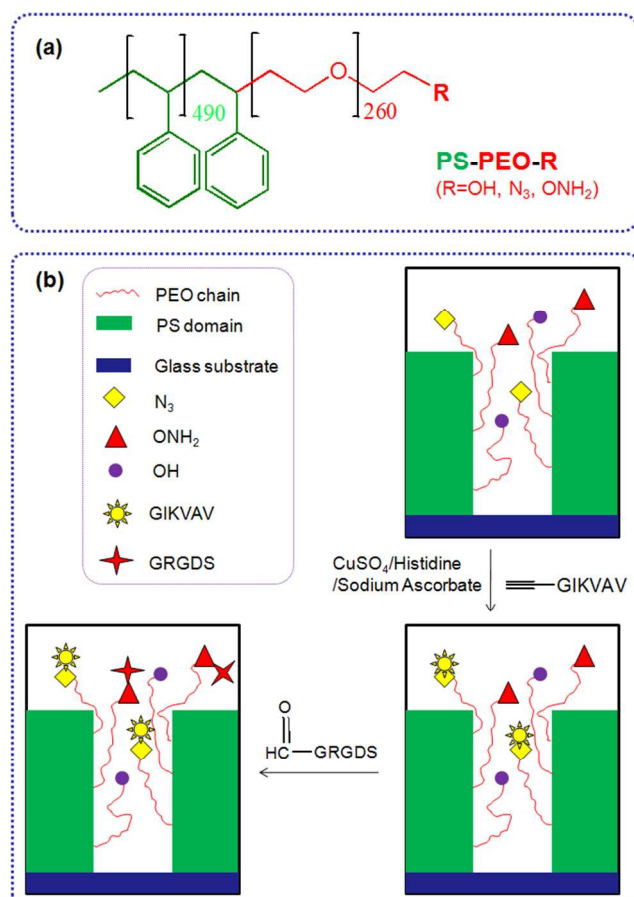 (a)
490
O
260
R
PS-PEO-R
(R=OH, N₃, ONH₂)
(b)
PEO chain
PS domain
Glass substrate
N₃
ONH₂
OH
GIKVAV
GRGDS
CuSO₄/Histidine
/Sodium Ascorbate
GIKVAV
O
HC
GRGDS